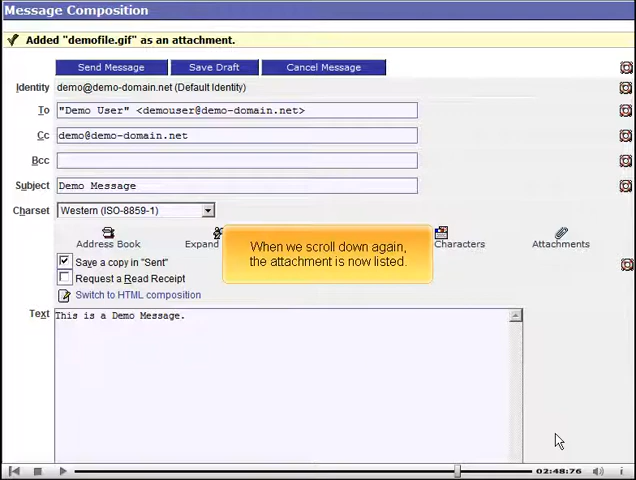 Message Composition
Added "demofile.gif" as an attachment.
Send Message Save Draft Cancel Message
Identity demo@demo-domain.net (Default Identity)
To "Demo User" <demouser@demo-domain.net>
Cc demo@demo-domain.net
Bcc
Subject Demo Message
Charset Western (ISO-8859-1)
Address Book Expand Characters Attachments
When we scroll down again,
the attachment is now listed.
Save a copy in "Sent"
Request a Read Receipt
Switch to HTML composition
Text This is a Demo Message.
02:48:76